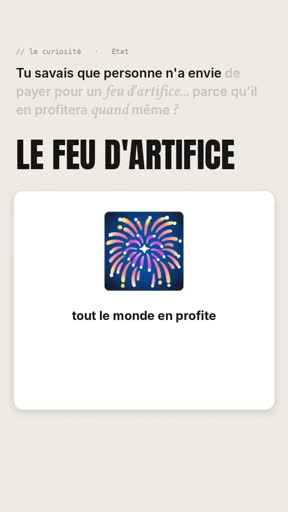 // la curiosité · Etat
Tu savais que personne n'a envie de
payer pour un feu d'artifice... parce qu'il
en profitera quand même ?
LE FEU D'ARTIFICE
tout le monde en profite